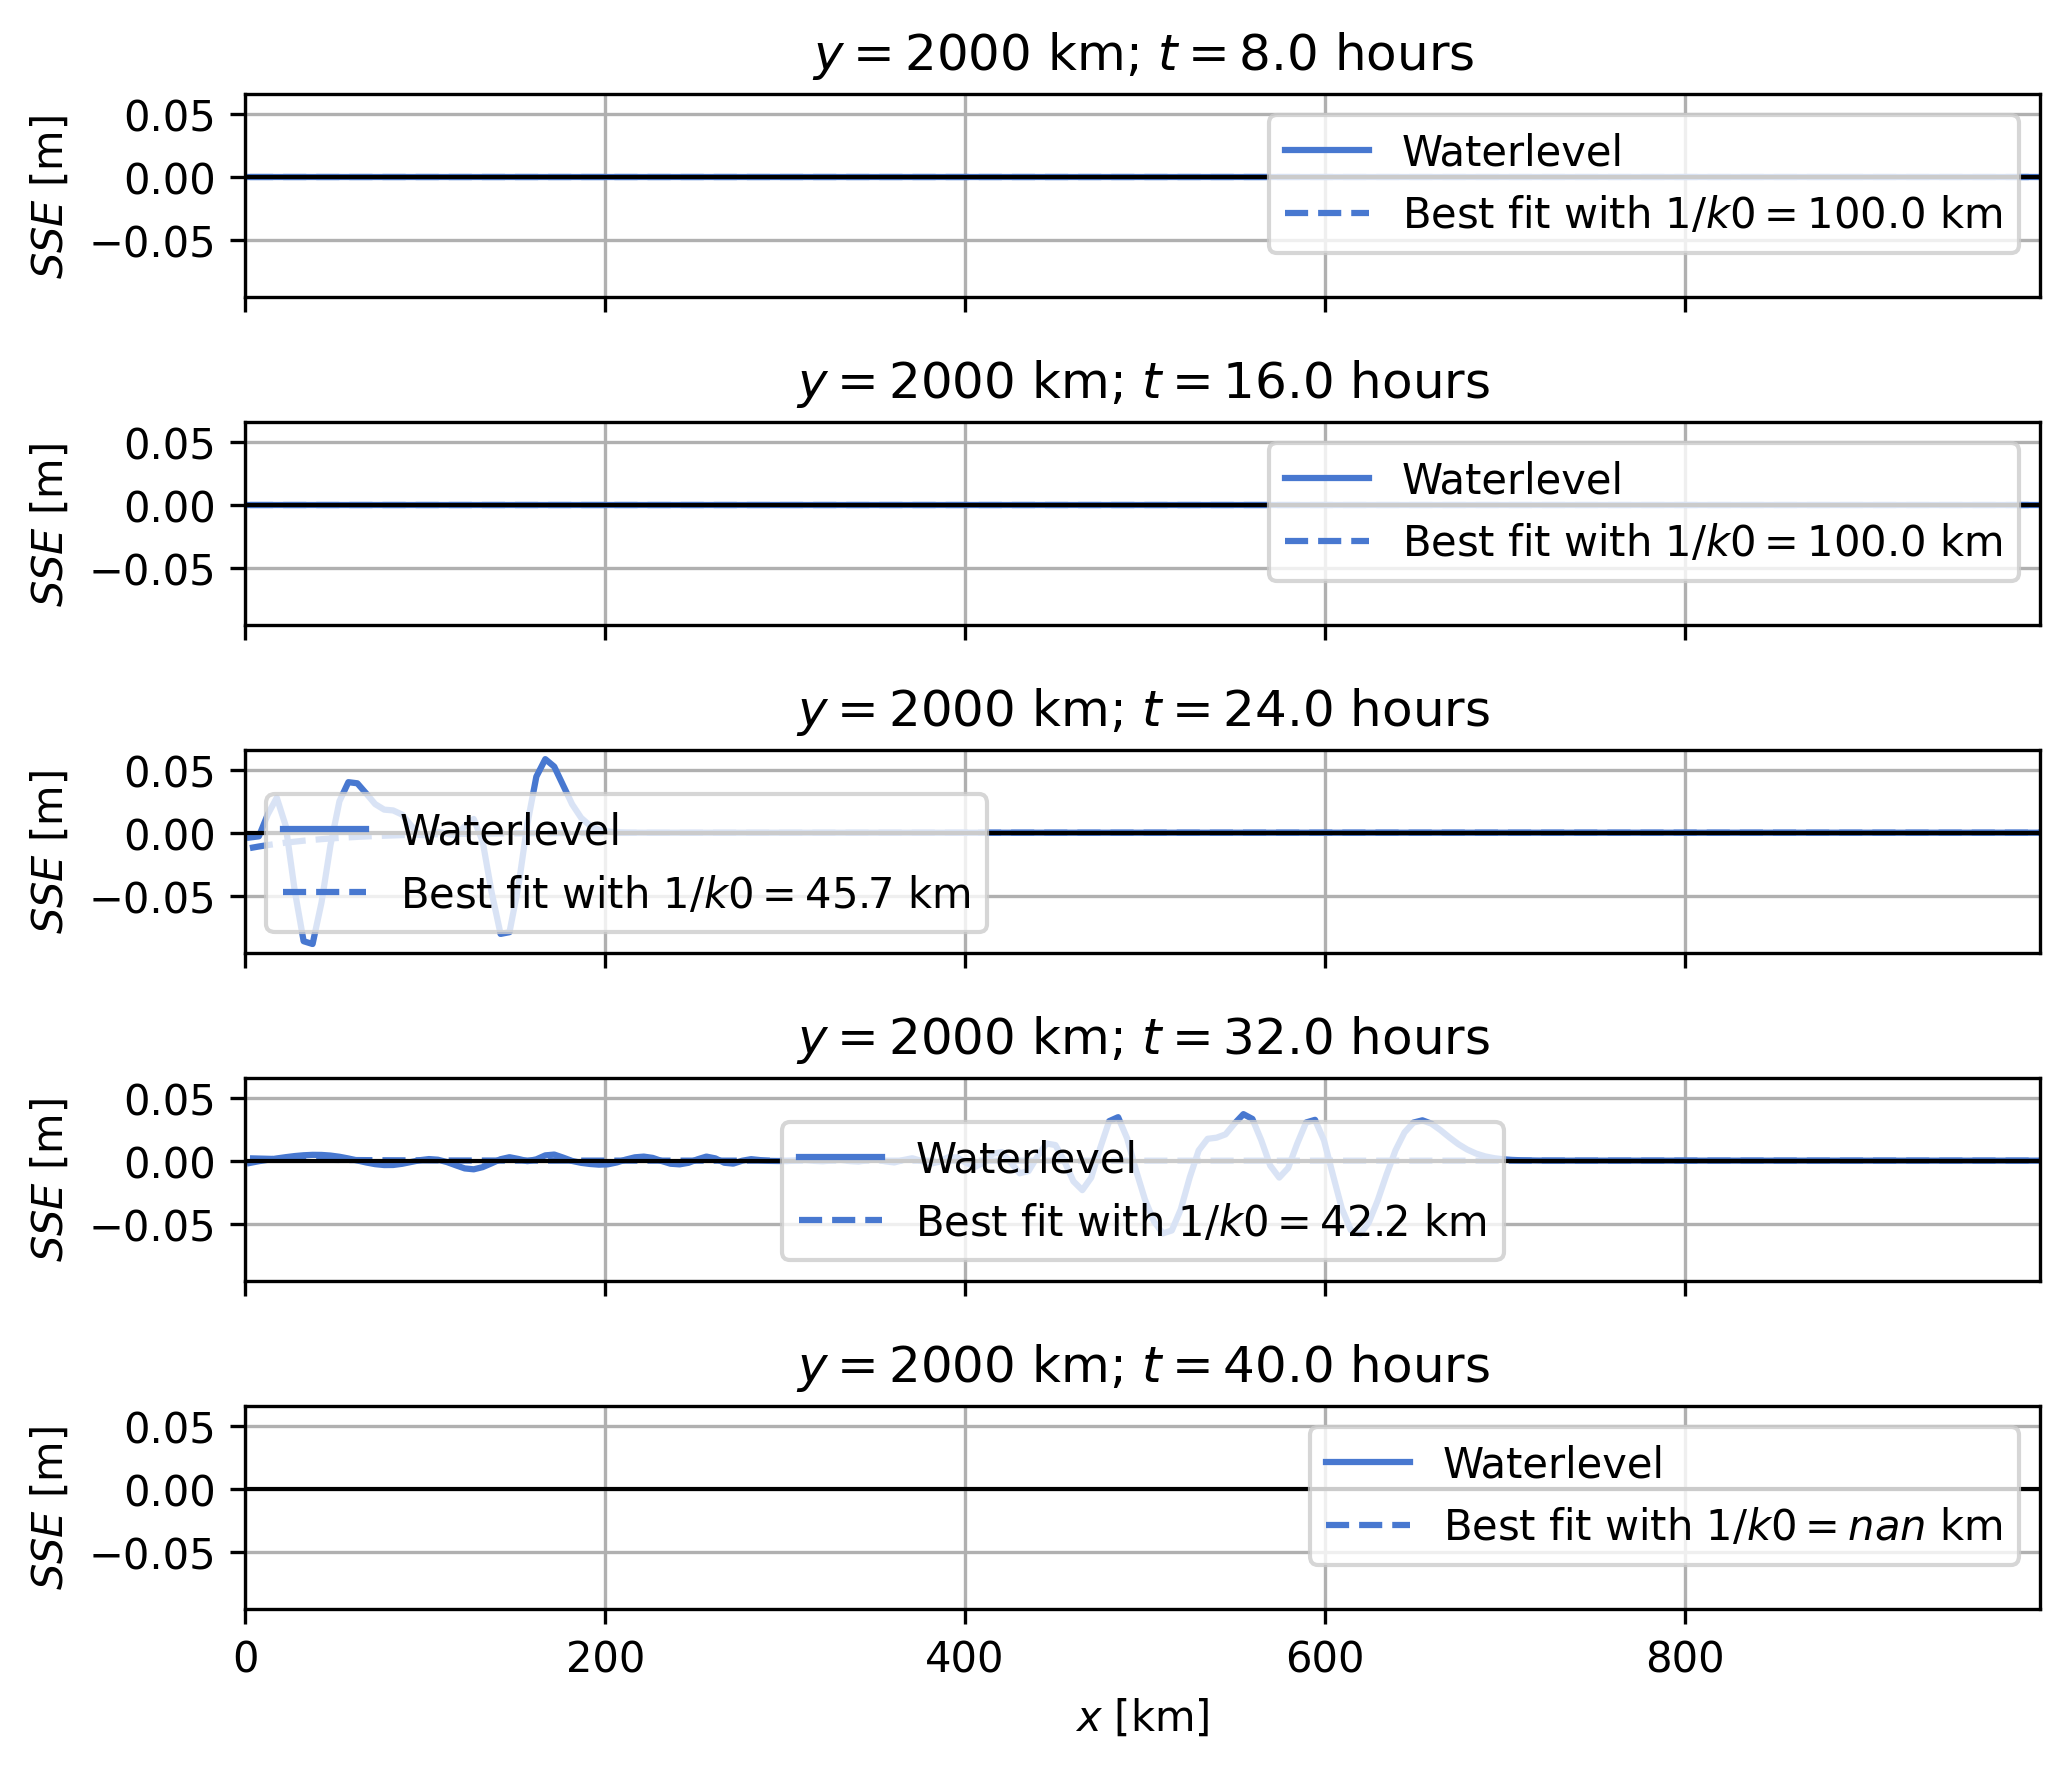 y = 2000 km; t = 8.0 hours
SSE [m]
0.05
0.00
−0.05
Waterlevel
Best fit with 1/k0 = 100.0 km
y = 2000 km; t = 16.0 hours
SSE [m]
0.05
0.00
−0.05
Waterlevel
Best fit with 1/k0 = 100.0 km
y = 2000 km; t = 24.0 hours
SSE [m]
0.05
0.00
−0.05
Waterlevel
Best fit with 1/k0 = 45.7 km
y = 2000 km; t = 32.0 hours
SSE [m]
0.05
0.00
−0.05
Waterlevel
Best fit with 1/k0 = 42.2 km
y = 2000 km; t = 40.0 hours
SSE [m]
0.05
0.00
−0.05
Waterlevel
Best fit with 1/k0 = nan km
0 200 400 600 800
x [km]